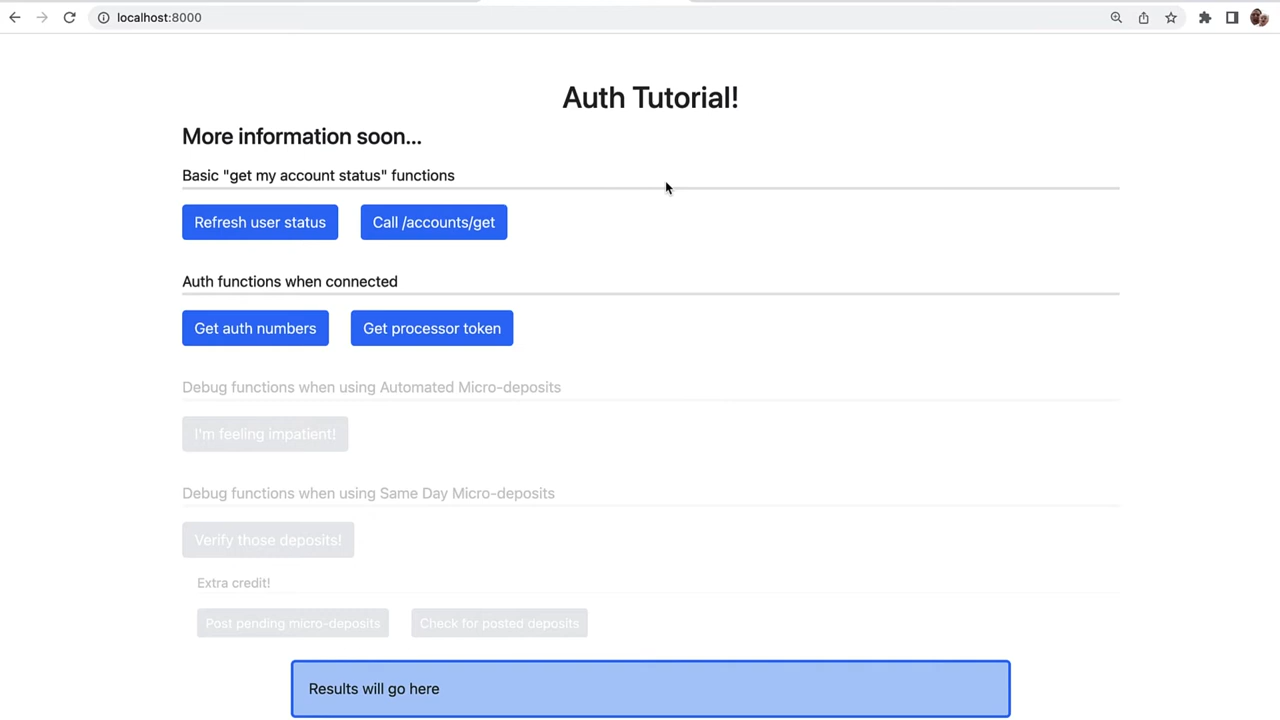 localhost:8000
Auth Tutorial!
More information soon...
Basic "get my account status" functions
Refresh user status
Call /accounts/get
Auth functions when connected
Get auth numbers
Get processor token
Debug functions when using Automated Micro-deposits
I'm feeling impatient!
Debug functions when using Same Day Micro-deposits
Verify those deposits!
Extra credit!
Post pending micro-deposits
Check for posted deposits
Results will go here